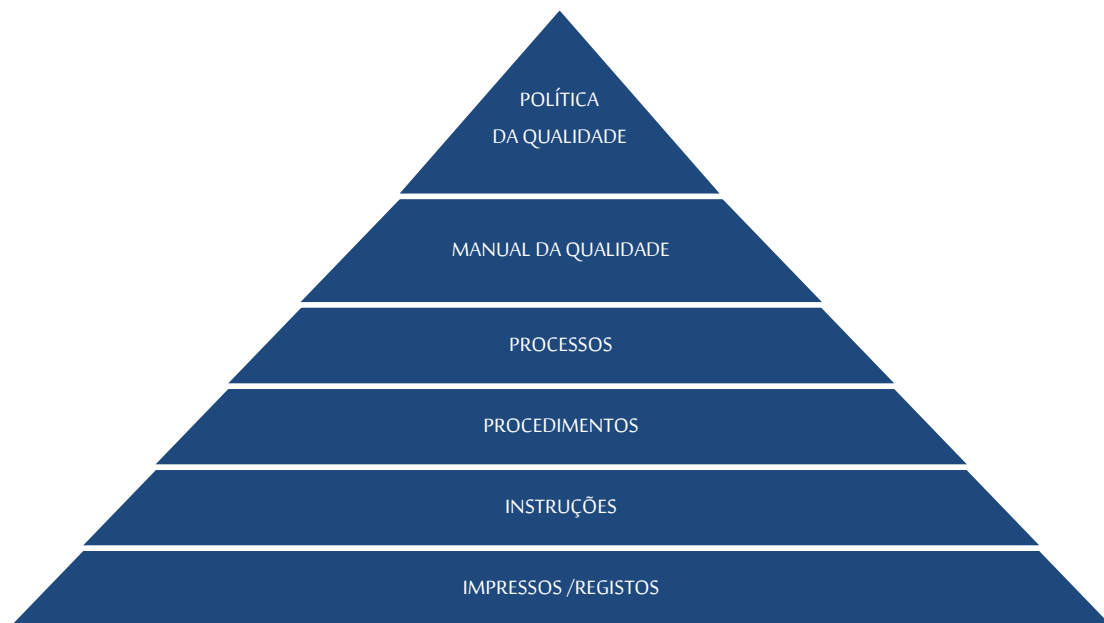 POLÍTICA
DA QUALIDADE
MANUAL DA QUALIDADE
PROCESSOS
PROCEDIMENTOS
INSTRUÇÕES
IMPRESSOS /REGISTOS